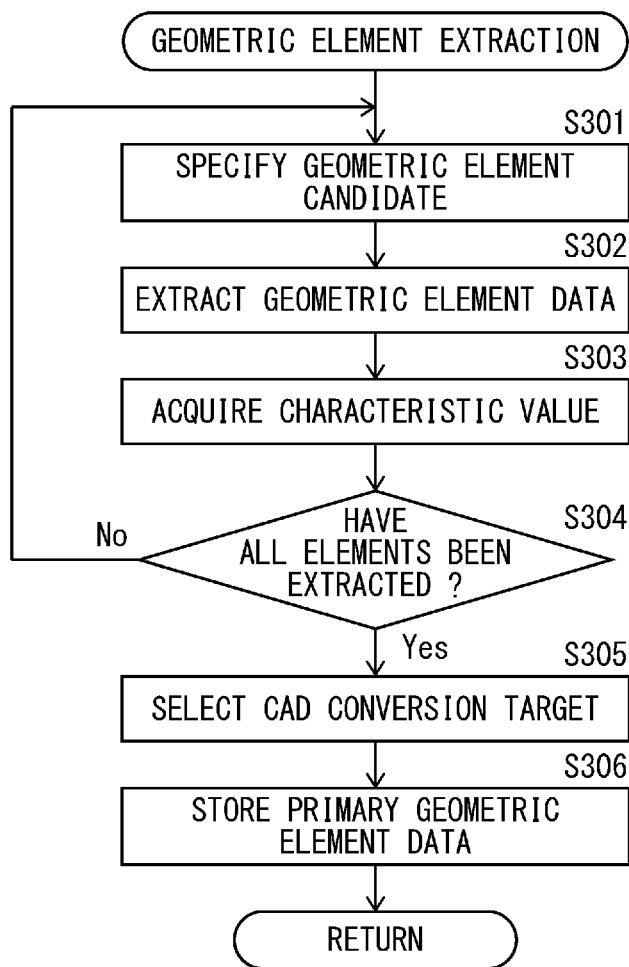 GEOMETRIC ELEMENT EXTRACTION
S301
SPECIFY GEOMETRIC ELEMENT
CANDIDATE
S302
EXTRACT GEOMETRIC ELEMENT DATA
S303
ACQUIRE CHARACTERISTIC VALUE
S304
HAVE
ALL ELEMENTS BEEN
EXTRACTED ?
No
Yes
S305
SELECT CAD CONVERSION TARGET
S306
STORE PRIMARY GEOMETRIC
ELEMENT DATA
RETURN